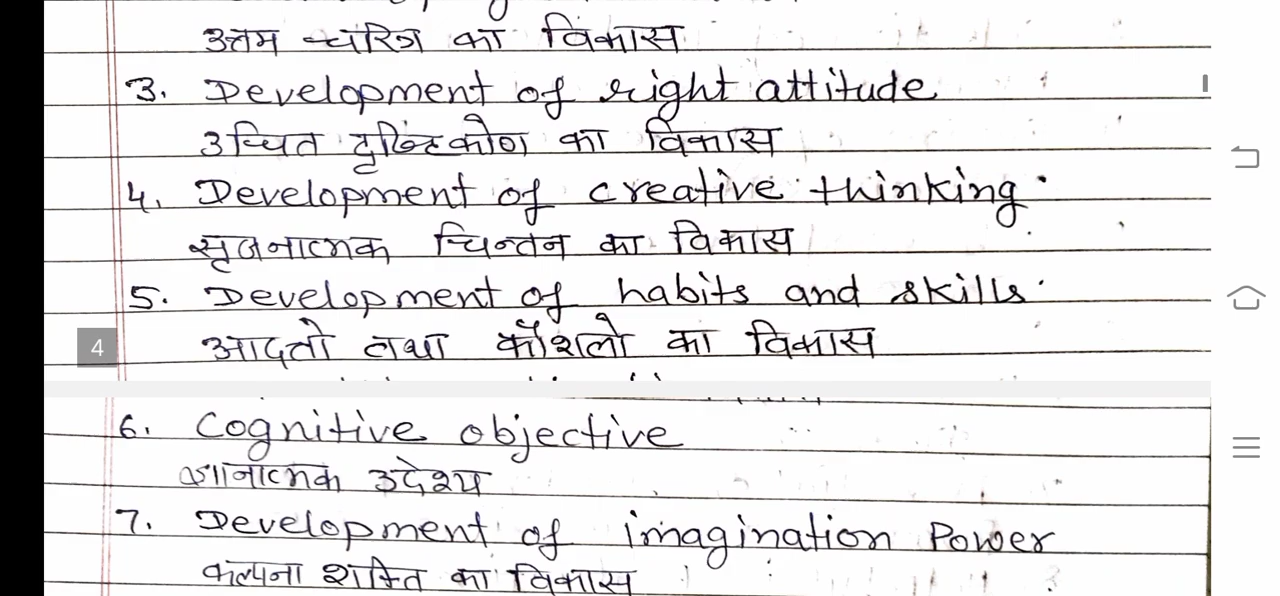 उत्तम चरित्र का विकास
3. Development of right attitude
उचित दृष्टिकोण का विकास
4. Development of creative thinking.
सृजनात्मक चिन्तन का विकास
5. Development of habits and skills.
आदतो तथा कौशलो का विकास
4
6. Cognitive objective
ज्ञानात्मक उदेश्य
7. Development of imagination Power
कल्पना शक्ति का विकास